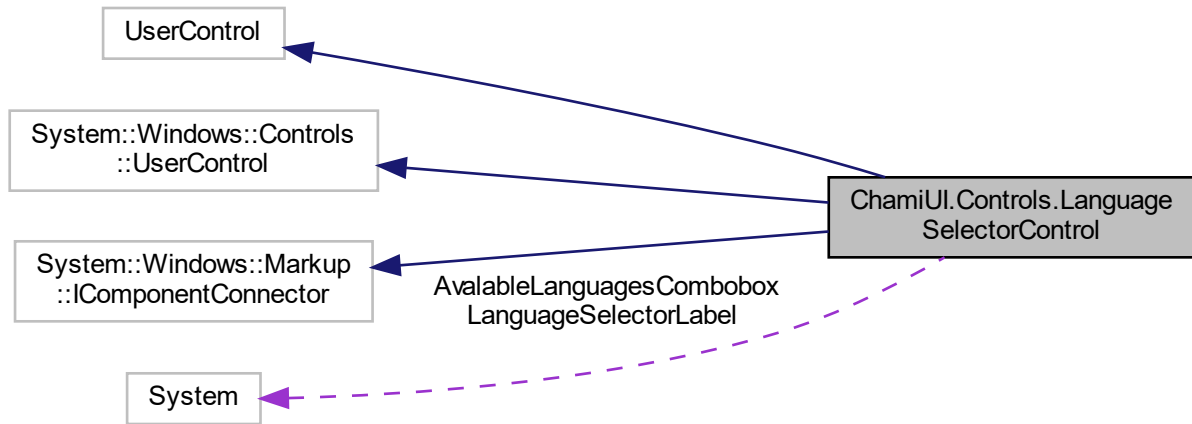 UserControl
System::Windows::Controls
::UserControl
System::Windows::Markup
::IComponentConnector
System
AvalableLanguagesCombobox
LanguageSelectorLabel
ChamiUI.Controls.Language
SelectorControl